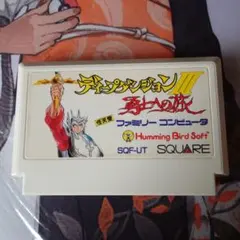 ディープダンジョンIII
勇士への旅
ファミリー コンピュータ
Humming Bird Soft
SQF-UT SQUARE